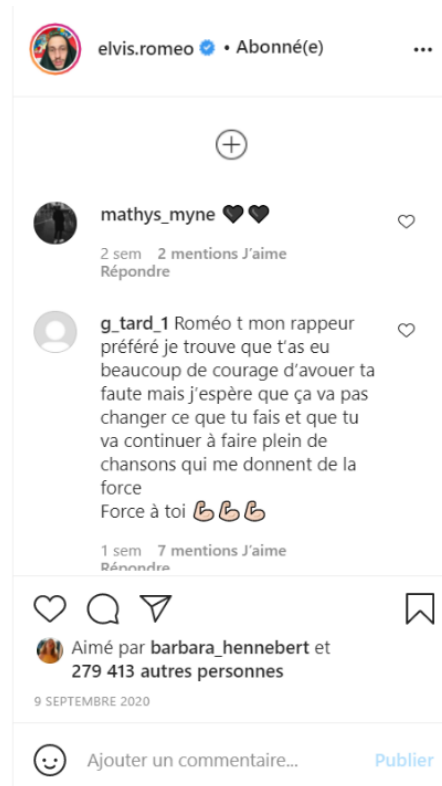 elvis.romeo • Abonné(e)
mathys_myne 🖤🖤
2 sem 2 mentions J'aime
Répondre
g_tard_1 Roméo t mon rappeur
préféré je trouve que t'as eu
beaucoup de courage d'avouer ta
faute mais j'espère que ça va pas
changer ce que tu fais et que tu
va continuer à faire plein de
chansons qui me donnent de la
force
Force à toi 💪🏻💪🏻💪🏻
1 sem 7 mentions J'aime
Répondre
Aimé par barbara_hennebert et
279 413 autres personnes
9 SEPTEMBRE 2020
Ajouter un commentaire... Publier